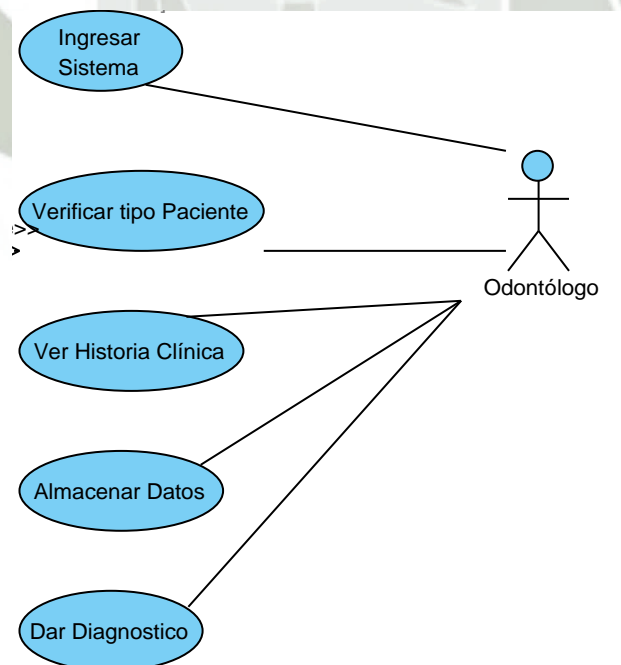 Ingresar
Sistema
Verificar tipo Paciente
>>
>
Odontólogo
Ver Historia Clínica
Almacenar Datos
Dar Diagnostico